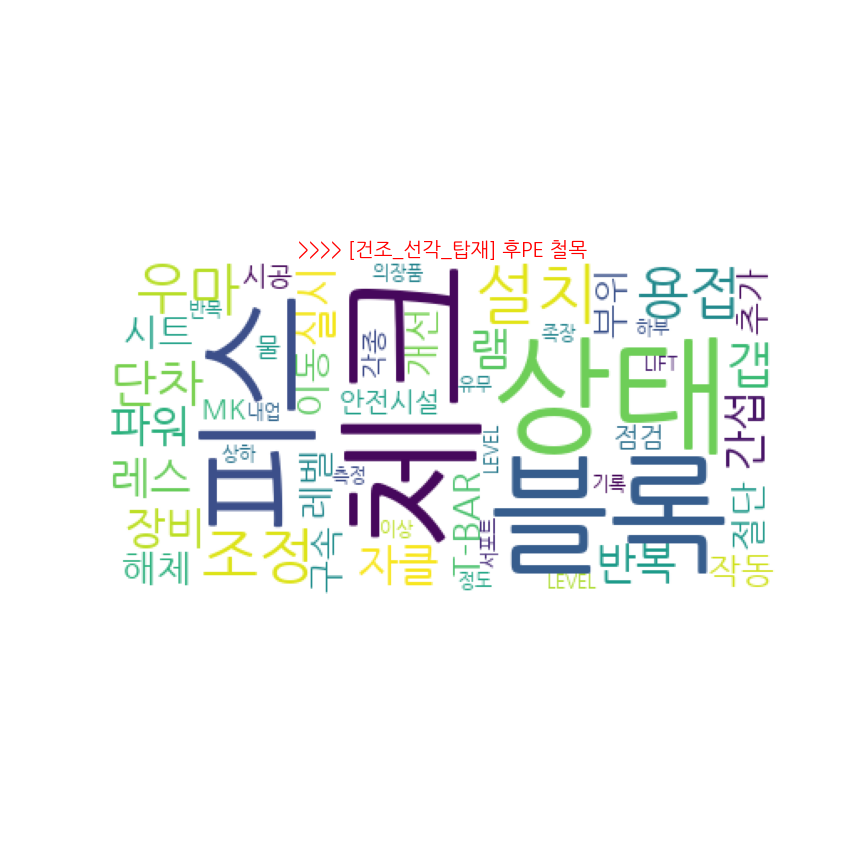 >>>> [건조_선각_탑재] 후PE 철목
우마
시공
실시
의장품
체크
설치
부위
용접
추가
반목
시트
물
피스
이동
각종
개선
램
족장
하부
LIFT
갭
단차
MK
내업
안전시설
유무
상태
파워
간섭
점검
LEVEL
상하
레벨
측정
레스
T-BAR
블록
기록
절단
장비
조정
구속
이상
자클
서포트
반복
해체
정도
LEVEL
작동